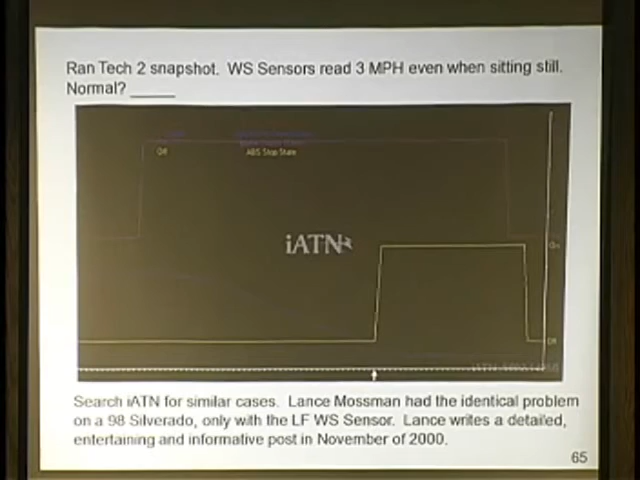 Ran Tech 2 snapshot. WS Sensors read 3 MPH even when sitting still.
Normal? _____
Off
ABS Stop State
iATN
On
Off
Search iATN for similar cases. Lance Mossman had the identical problem
on a 98 Silverado, only with the LF WS Sensor. Lance writes a detailed,
entertaining and informative post in November of 2000.
65